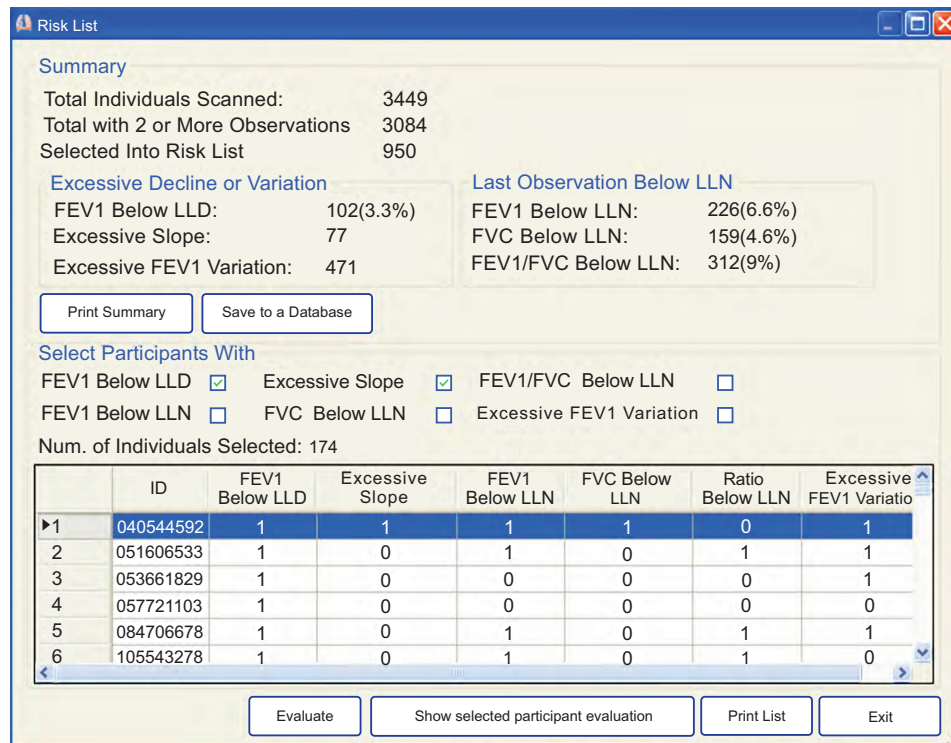 Risk List
Summary
Total Individuals Scanned: 3449
Total with 2 or More Observations 3084
Selected Into Risk List 950
Excessive Decline or Variation
FEV1 Below LLD: 102(3.3%)
Excessive Slope: 77
Excessive FEV1 Variation: 471
Last Observation Below LLN
FEV1 Below LLN: 226(6.6%)
FVC Below LLN: 159(4.6%)
FEV1/FVC Below LLN: 312(9%)
Print Summary Save to a Database
Select Participants With
FEV1 Below LLD Excessive Slope FEV1/FVC Below LLN
FEV1 Below LLN FVC Below LLN Excessive FEV1 Variation
Num. of Individuals Selected: 174
ID FEV1 Below LLD Excessive Slope FEV1 Below LLN FVC Below LLN Ratio Below LLN Excessive FEV1 Variatio
1 040544592 1 1 1 1 0 1
2 051606533 1 0 1 0 1 1
3 053661829 1 0 0 0 0 1
4 057721103 1 0 0 0 0 0
5 084706678 1 0 1 0 1 1
6 105543278 1 0 1 0 1 0
Evaluate Show selected participant evaluation Print List Exit